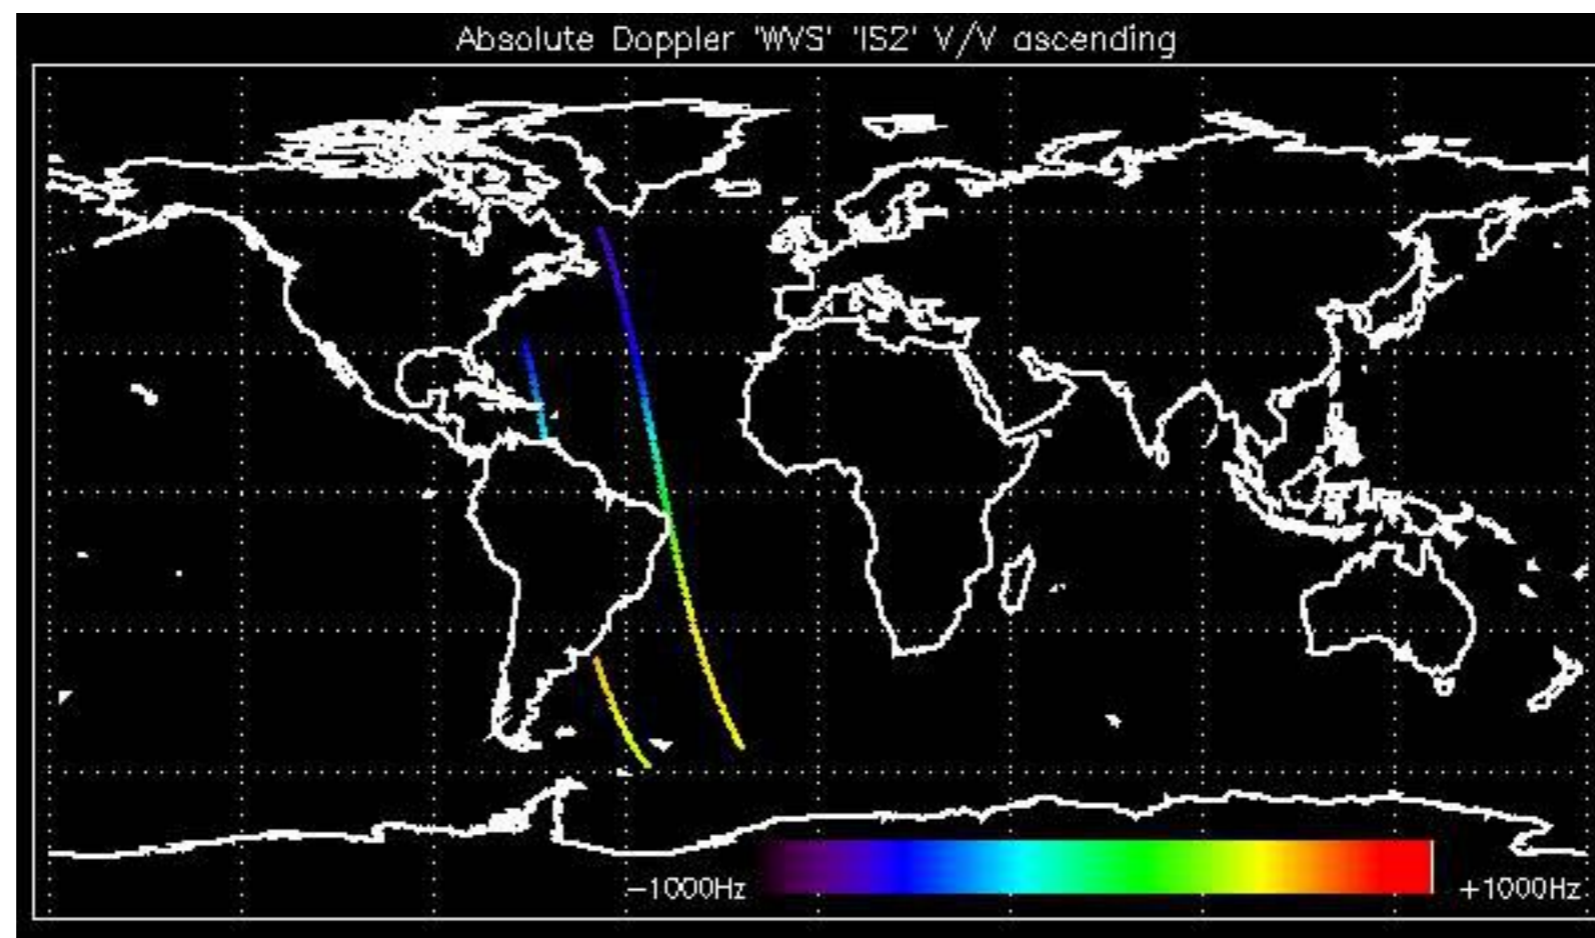 Absolute Doppler 'WVS' 'IS2' V/V ascending
-1000Hz +1000Hz